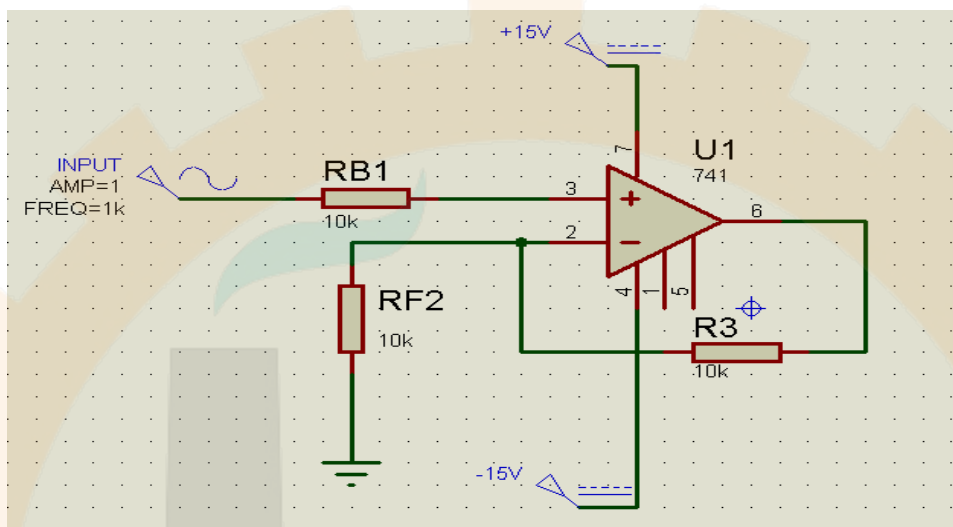 +15V
INPUT
AMP=1
FREQ=1k
RB1
10k
7
U1
741
3
2
6
4
1
5
RF2
10k
R3
10k
-15V